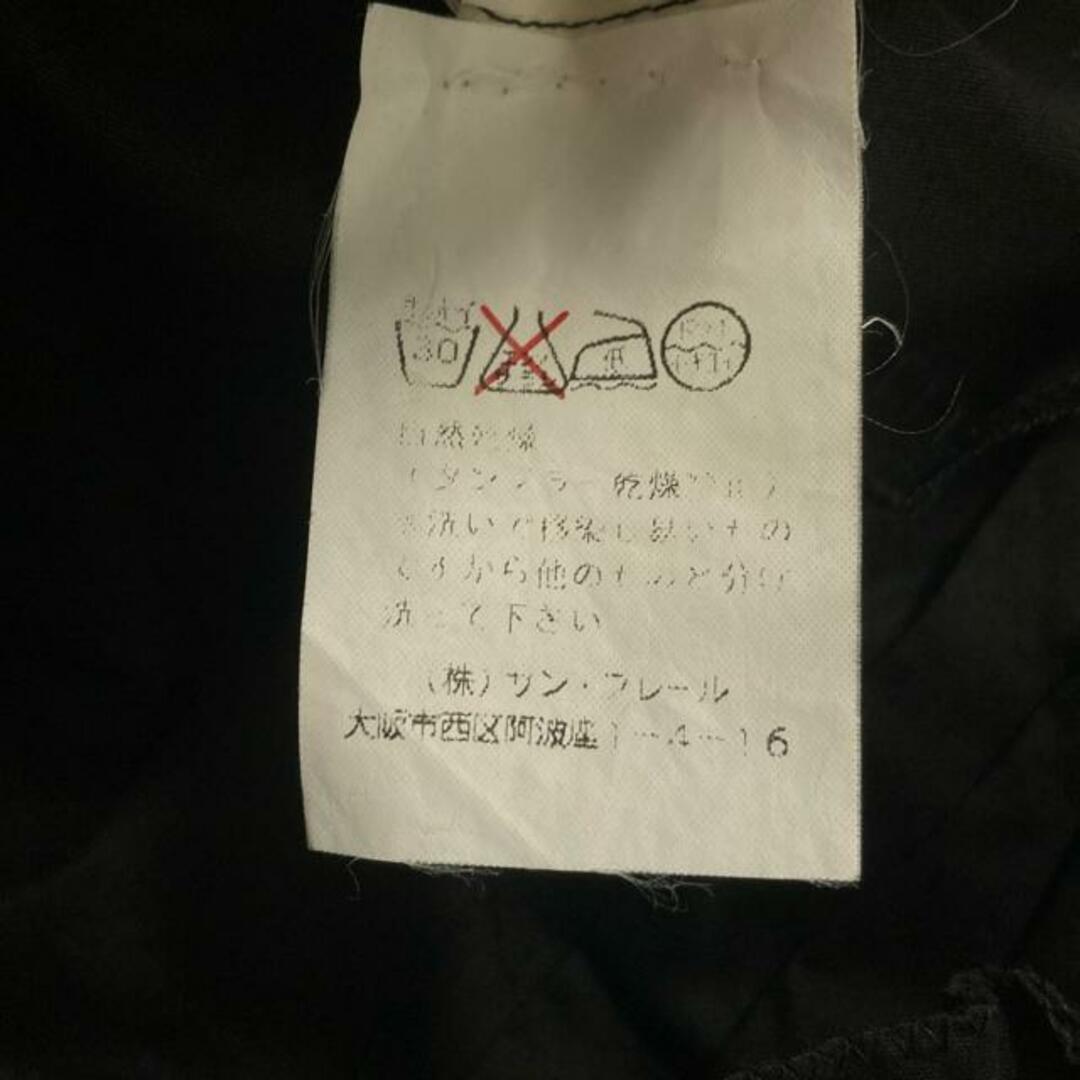 30
低
自然乾燥
タンブラー乾燥
水洗いで移染し易いもの
ですから他のものと分け
洗って下さい
(株)サン・フレール
大阪市西区阿波座1-4-16